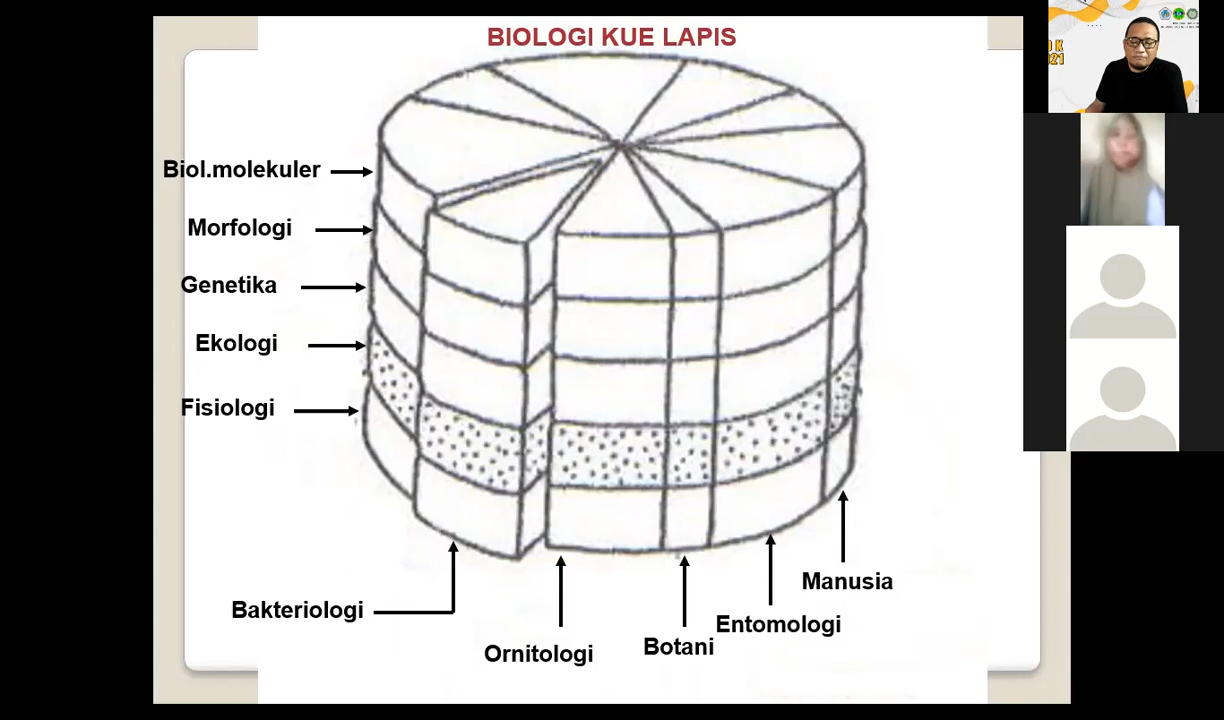 BIOLOGI KUE LAPIS
Biol.molekuler
Morfologi
Genetika
Ekologi
Fisiologi
Manusia
Bakteriologi
Entomologi
Botani
Ornitologi